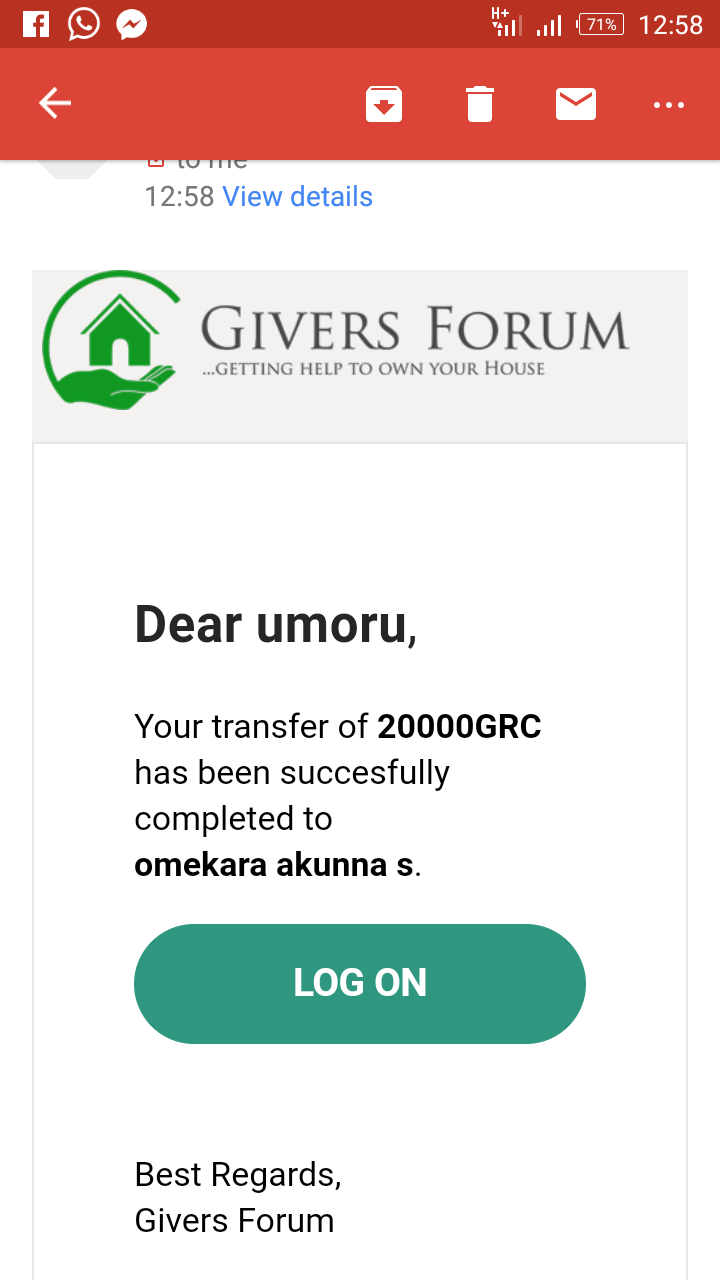 H+
71%
12:58
to me
12:58 View details
GIVERS FORUM
...GETTING HELP TO OWN YOUR HOUSE
Dear umoru,
Your transfer of 20000GRC
has been succesfully
completed to
omekara akunna s.
LOG ON
Best Regards,
Givers Forum